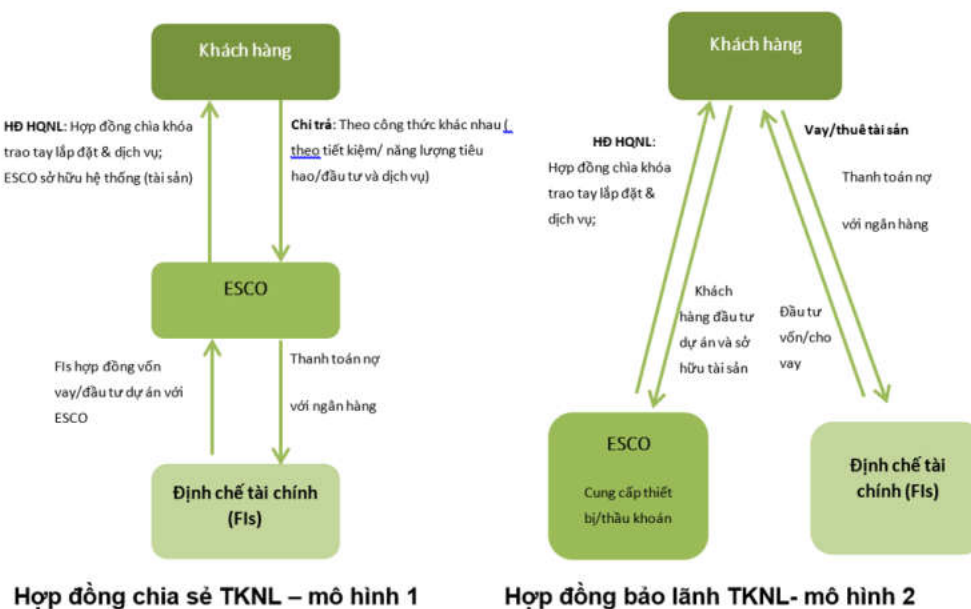 Khách hàng
HĐ HQNL: Hợp đồng chìa khóa
trao tay lắp đặt & dịch vụ;
ESCO sở hữu hệ thống (tài sản)
Chi trả: Theo công thức khác nhau (
theo tiết kiệm/ năng lượng tiêu
hao/đầu tư và dịch vụ)
ESCO
FIs hợp đồng vốn
vay/đầu tư dự án với
ESCO
Thanh toán nợ
với ngân hàng
Định chế tài chính
(FIs)
Hợp đồng chia sẻ TKNL – mô hình 1
Khách hàng
HĐ HQNL:
Hợp đồng chìa khóa
trao tay lắp đặt &
dịch vụ;
Vay/thuê tài sản
Thanh toán nợ
với ngân hàng
Khách
hàng đầu tư
dự án và sở
hữu tài sản
Đầu tư
vốn/cho
vay
ESCO
Cung cấp thiết
bị/thầu khoán
Định chế tài
chính (FIs)
Hợp đồng bảo lãnh TKNL- mô hình 2